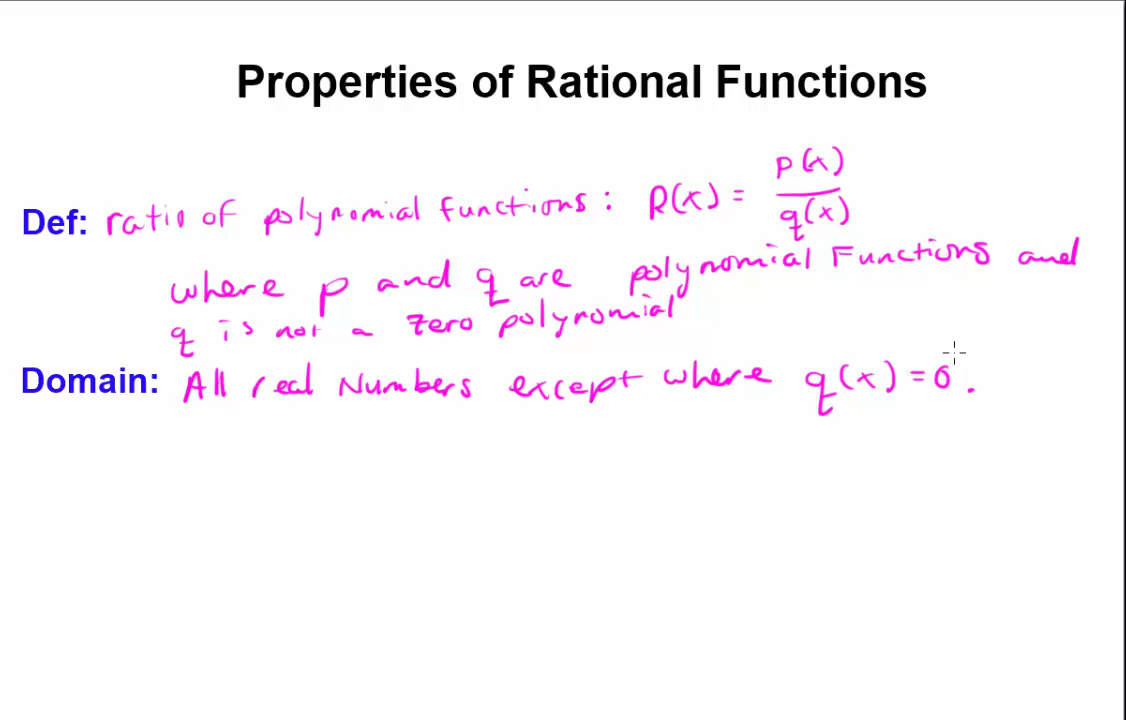 Properties of Rational Functions
Def: ratio of polynomial functions: R(x) = p(x)/q(x)
where p and q are polynomial Functions and
q is not a zero polynomial
Domain: All real Numbers except where q(x) = 0.